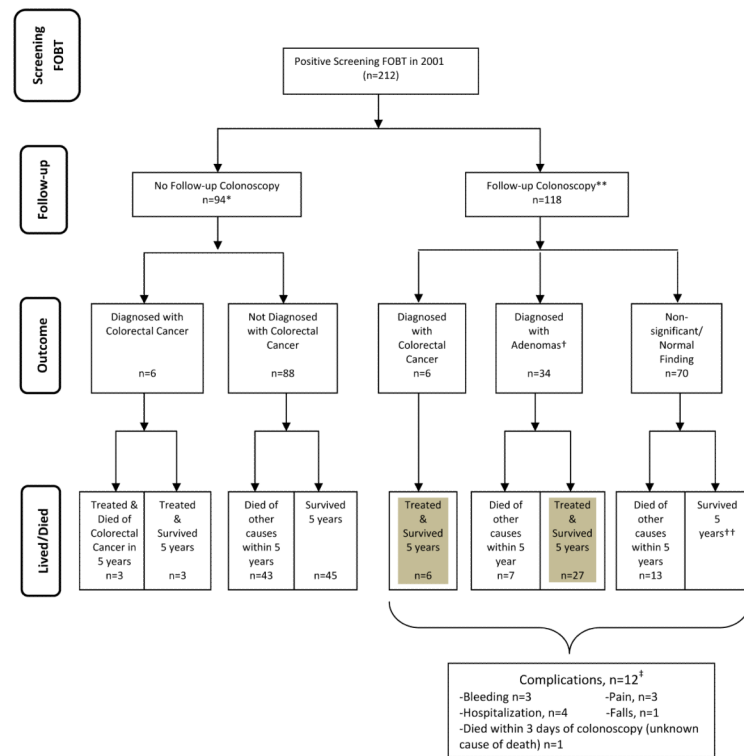 Screening
FOBT
Positive Screening FOBT in 2001
(n=212)
Follow-up
No Follow-up Colonoscopy
n=94*
Follow-up Colonoscopy**
n=118
Outcome
Diagnosed with
Colorectal Cancer
n=6
Not Diagnosed
with Colorectal
Cancer
n=88
Diagnosed
with
Colorectal
Cancer
n=6
Diagnosed
with
Adenomas†
n=34
Non-
significant/
Normal
Finding
n=70
Lived/Died
Treated &
Died of
Colorectal
Cancer in
5 years
n=3
Treated
&
Survived
5 years
n=3
Died of
other
causes
within 5
years
n=43
Survived
5 years
n=45
Treated
&
Survived
5 years
n=6
Died of
other
causes
within 5
year
n=7
Treated
&
Survived
5 years
n=27
Died of
other
causes
within 5
years
n=13
Survived
5
years††
Complications, n=12‡
-Bleeding n=3 -Pain, n=3
-Hospitalization, n=4 -Falls, n=1
-Died within 3 days of colonoscopy (unknown
cause of death) n=1